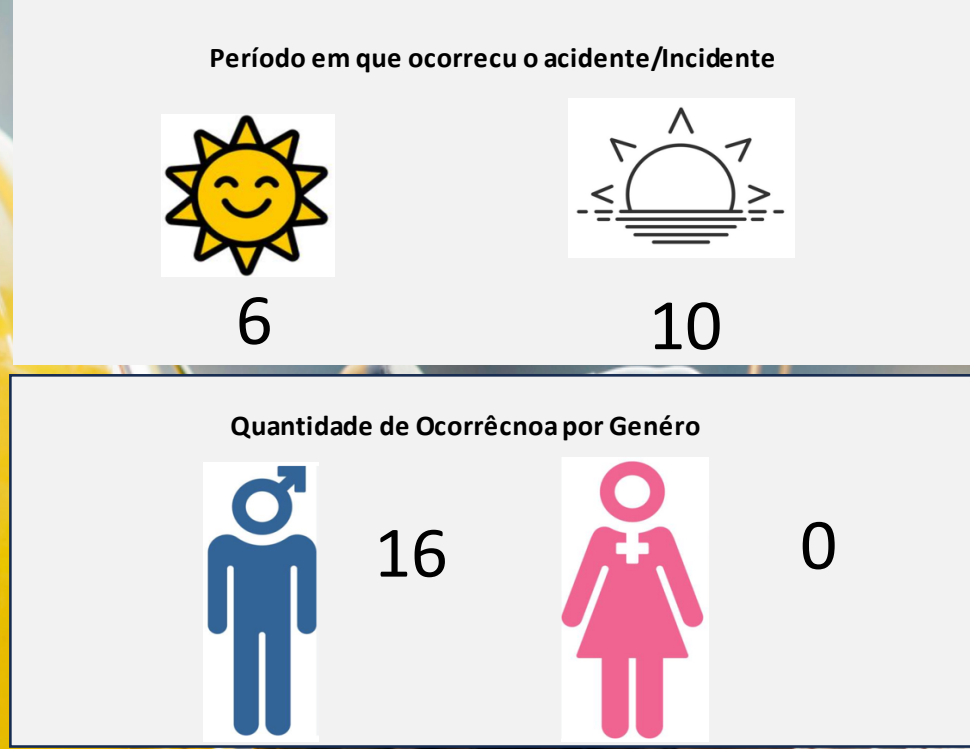 Período em que ocorrecu o acidente/Incidente
6
10
Quantidade de Ocorrêcnoa por Genéro
16
0